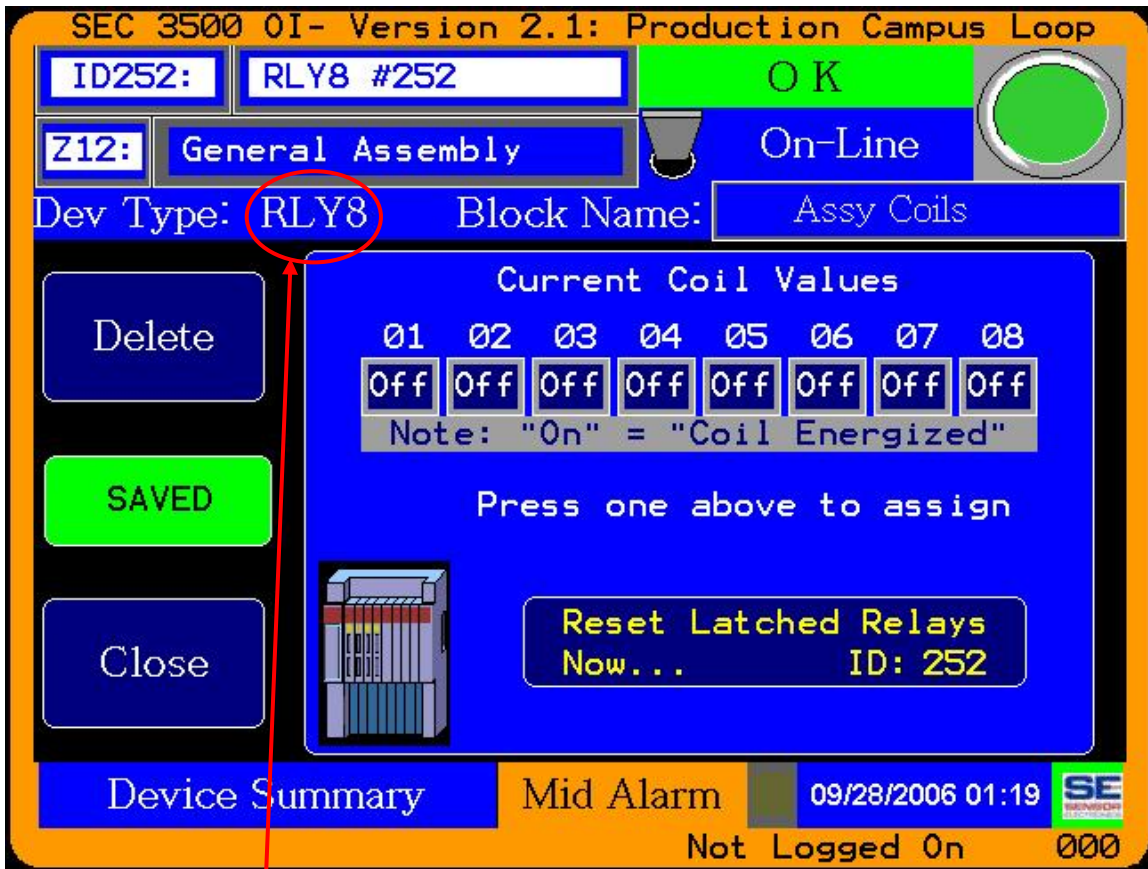 SEC 3500 OI- Version 2.1: Production Campus Loop
ID252: RLY8 #252 OK
Z12: General Assembly On-Line
Dev Type: RLY8 Block Name: Assy Coils
Current Coil Values
01 02 03 04 05 06 07 08
Off Off Off Off Off Off Off Off
Note: "On" = "Coil Energized"
Press one above to assign
Delete
SAVED
Close
Reset Latched Relays
Now... ID: 252
Device Summary Mid Alarm 09/28/2006 01:19 SE
SENSOR
Not Logged On 000